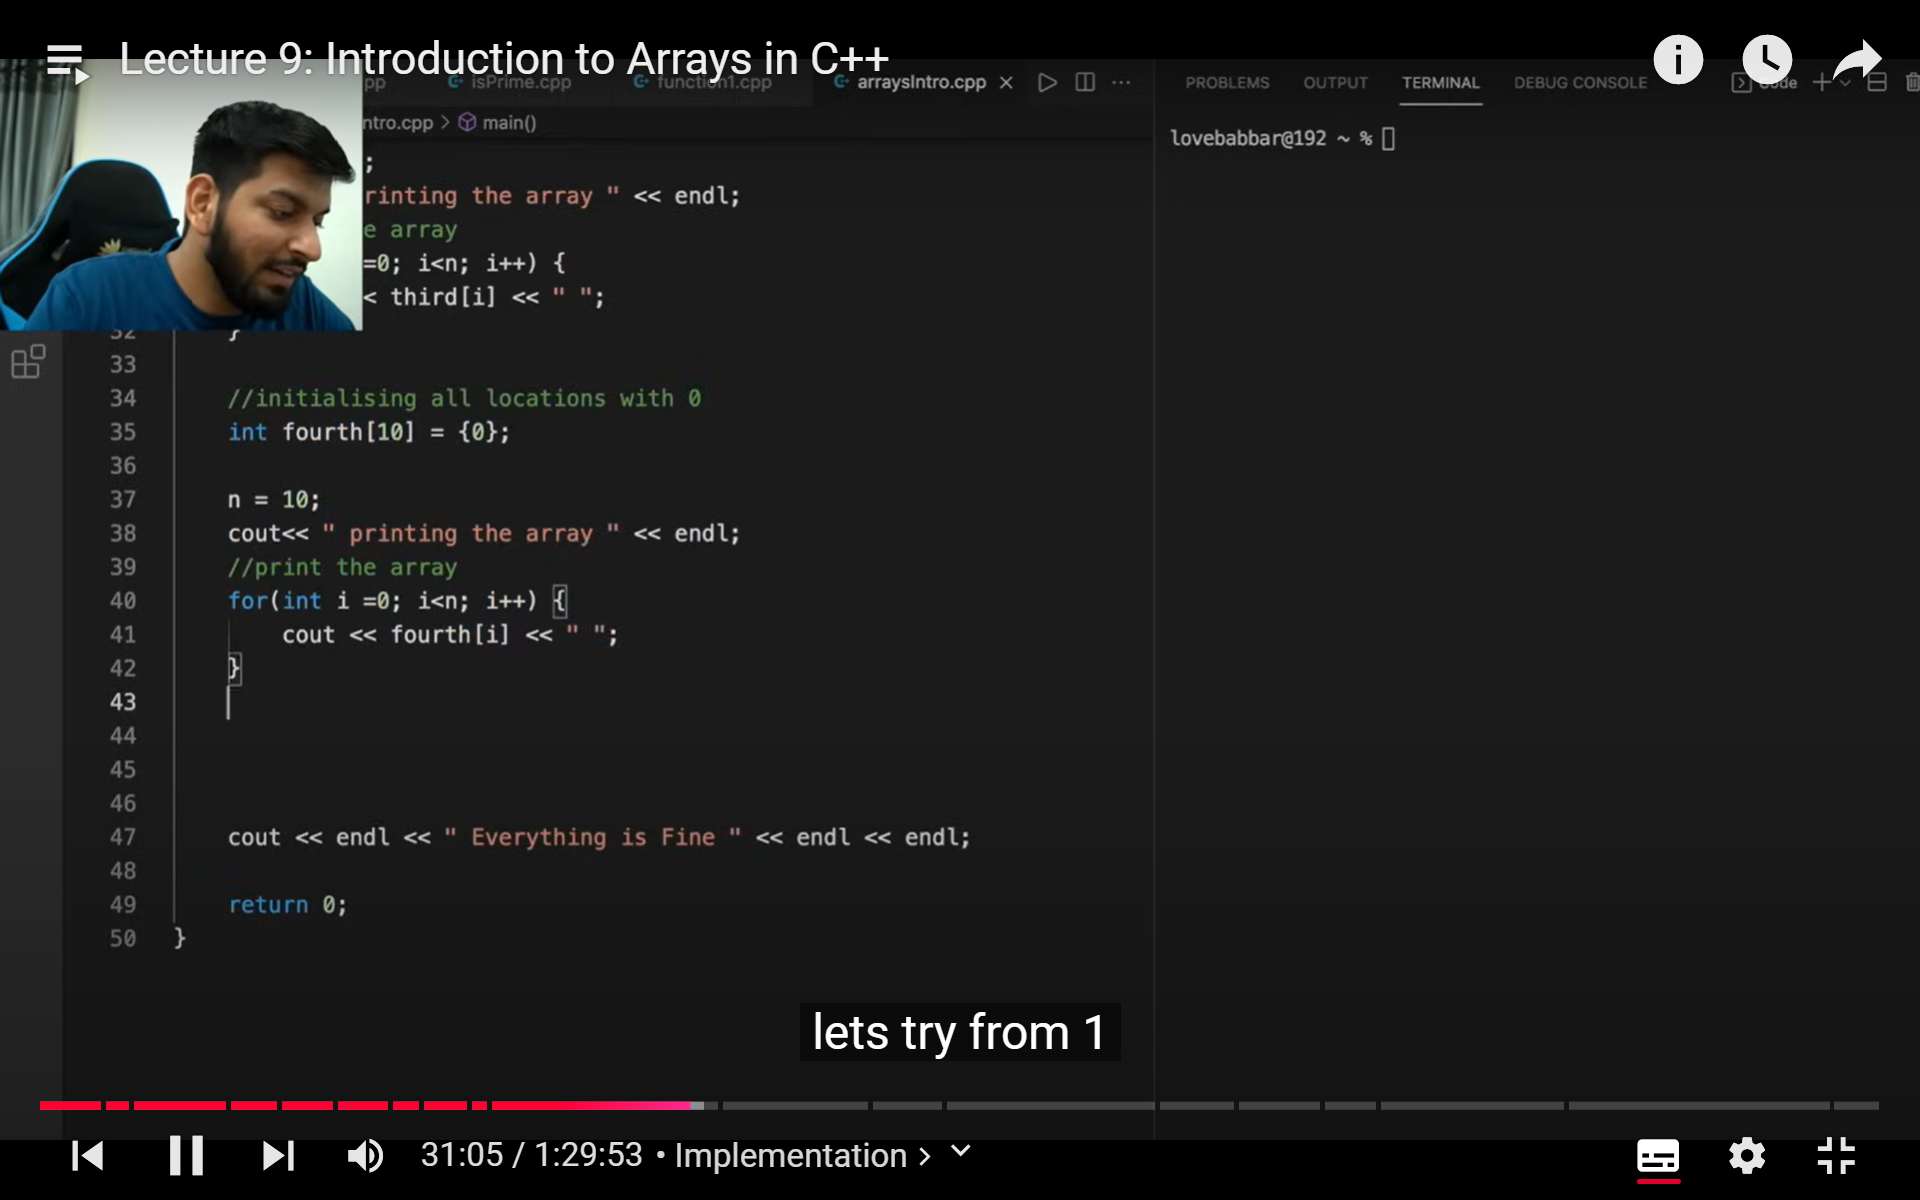 Lecture 9: Introduction to Arrays in C++
pp isPrime.cpp function1.cpp arraysIntro.cpp
PROBLEMS OUTPUT TERMINAL DEBUG CONSOLE Code
ntro.cpp > main()
lovebabbar@192 ~ %
;
rinting the array " << endl;
e array
=0; i<n; i++) {
< third[i] << " ";
32 }
33
34 //initialising all locations with 0
35 int fourth[10] = {0};
36
37 n = 10;
38 cout<< " printing the array " << endl;
39 //print the array
40 for(int i =0; i<n; i++) {
41 cout << fourth[i] << " ";
42 }
43
44
45
46
47 cout << endl << " Everything is Fine " << endl << endl;
48
49 return 0;
50 }
lets try from 1
31:05 / 1:29:53 • Implementation >